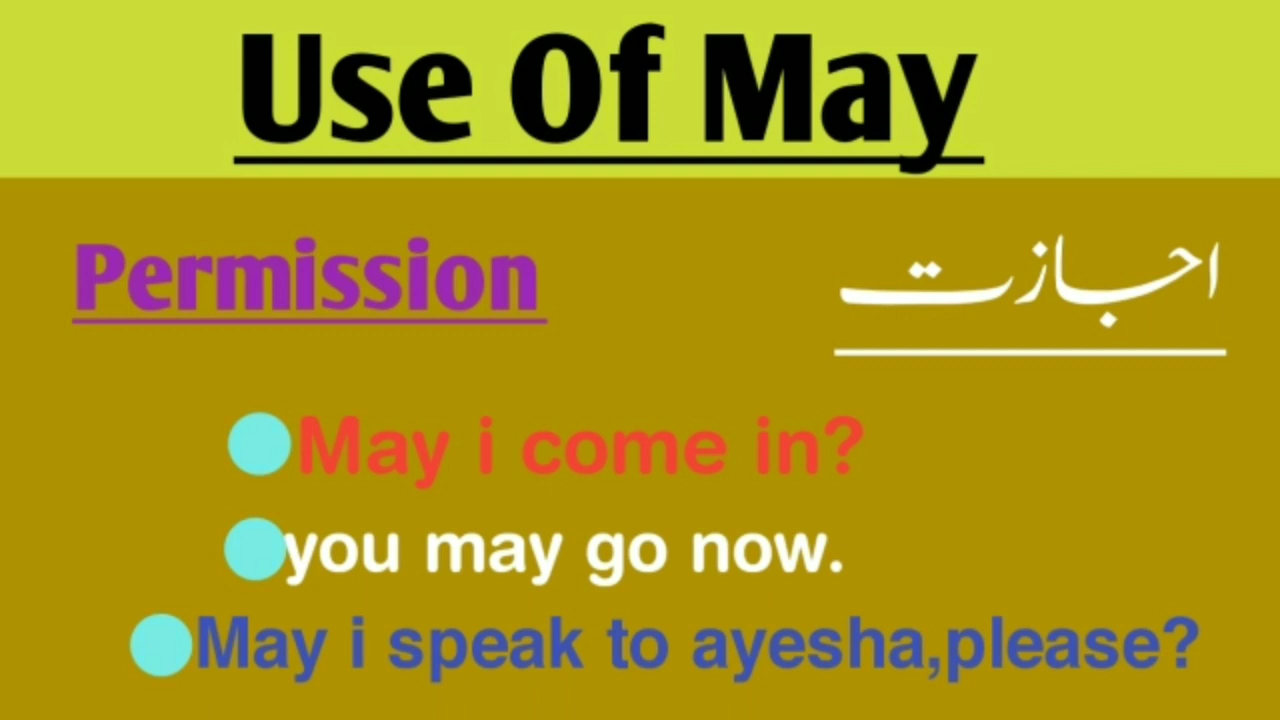 Use Of May
Permission
اجازت
May i come in?
you may go now.
May i speak to ayesha,please?